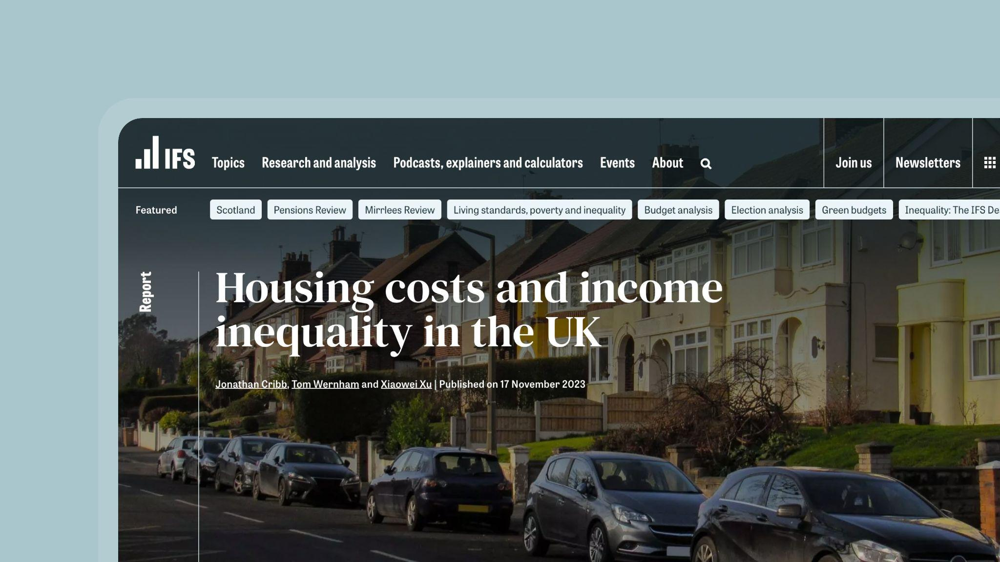 IFS
Topics Research and analysis Podcasts, explainers and calculators Events About Join us Newsletters
Featured Scotland Pensions Review Mirrlees Review Living standards, poverty and inequality Budget analysis Election analysis Green budgets Inequality: The IFS De
Report
Housing costs and income
inequality in the UK
Jonathan Cribb, Tom Wernham and Xiaowei Xu | Published on 17 November 2023